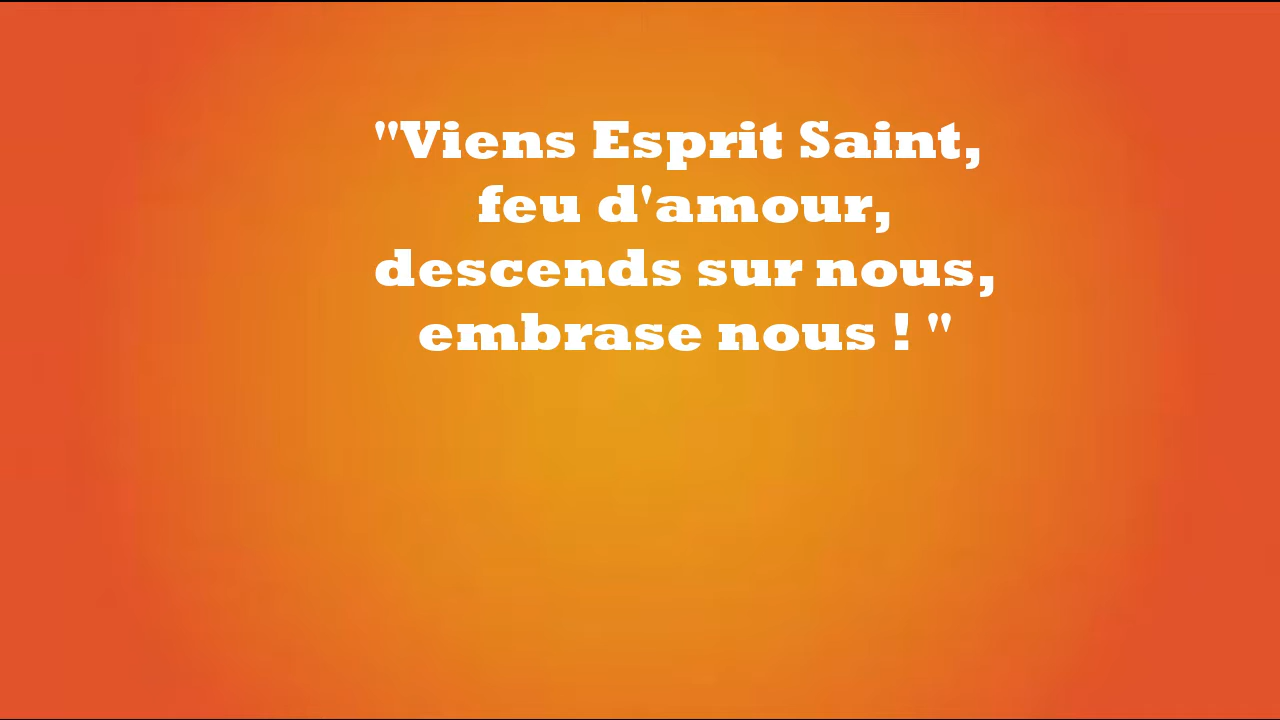 "Viens Esprit Saint,
feu d'amour,
descends sur nous,
embrase nous ! "